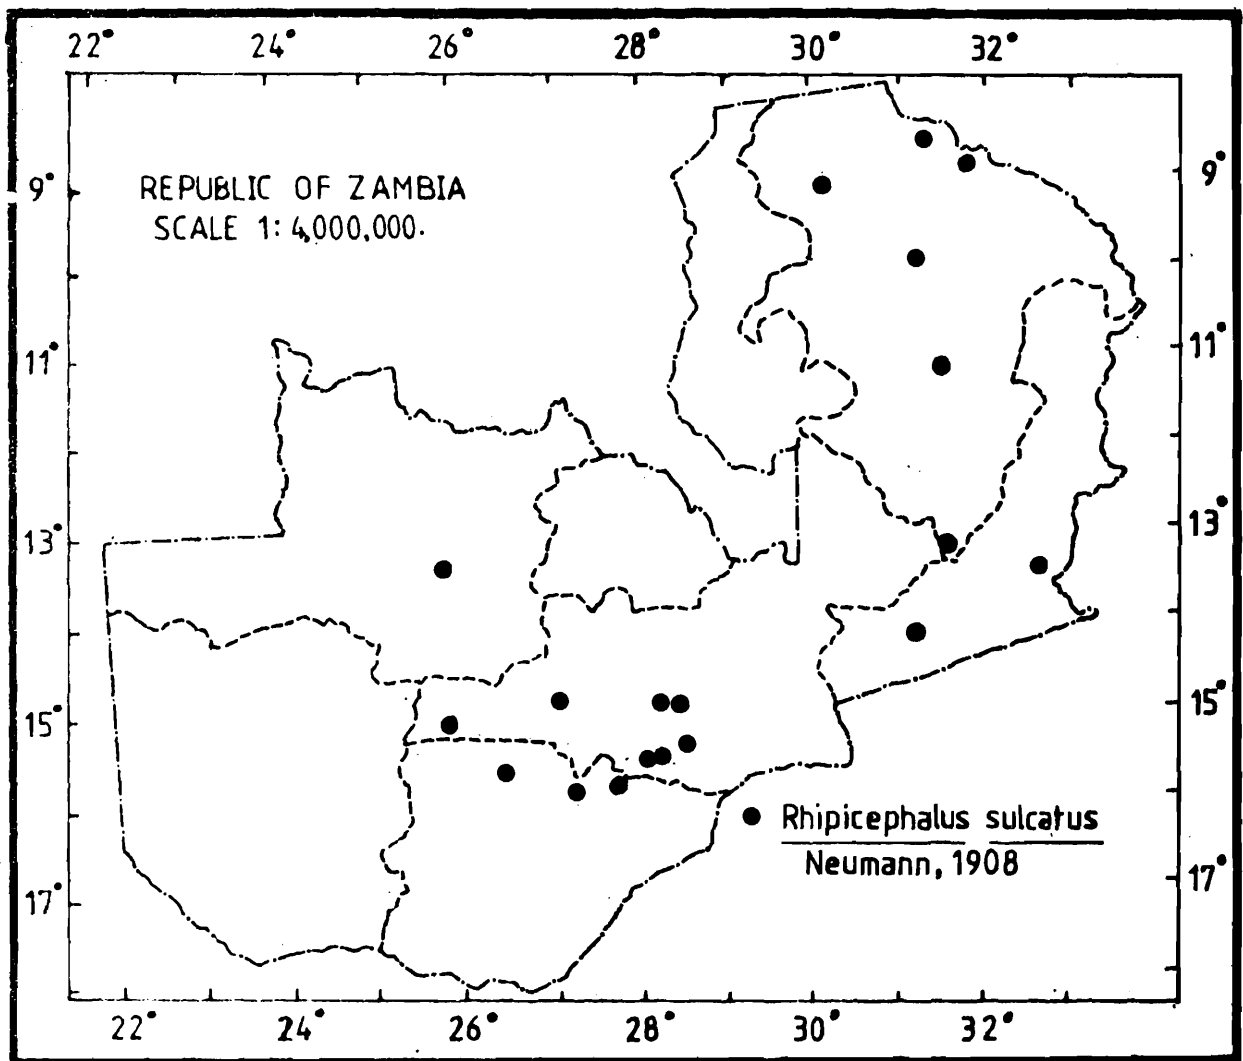 22° 24° 26° 28° 30° 32°
REPUBLIC OF ZAMBIA
SCALE 1:4,000,000.
9° 9°
11° 11°
13° 13°
15° 15°
Rhipicephalus sulcatus
Neumann, 1908
17° 17°
22° 24° 26° 28° 30° 32°